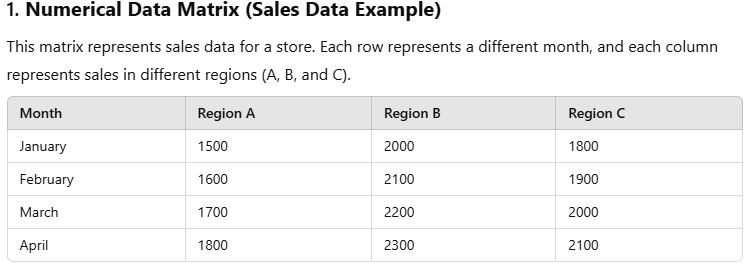 1. Numerical Data Matrix (Sales Data Example)
This matrix represents sales data for a store. Each row represents a different month, and each column
represents sales in different regions (A, B, and C).
Month Region A Region B Region C
January 1500 2000 1800
February 1600 2100 1900
March 1700 2200 2000
April 1800 2300 2100